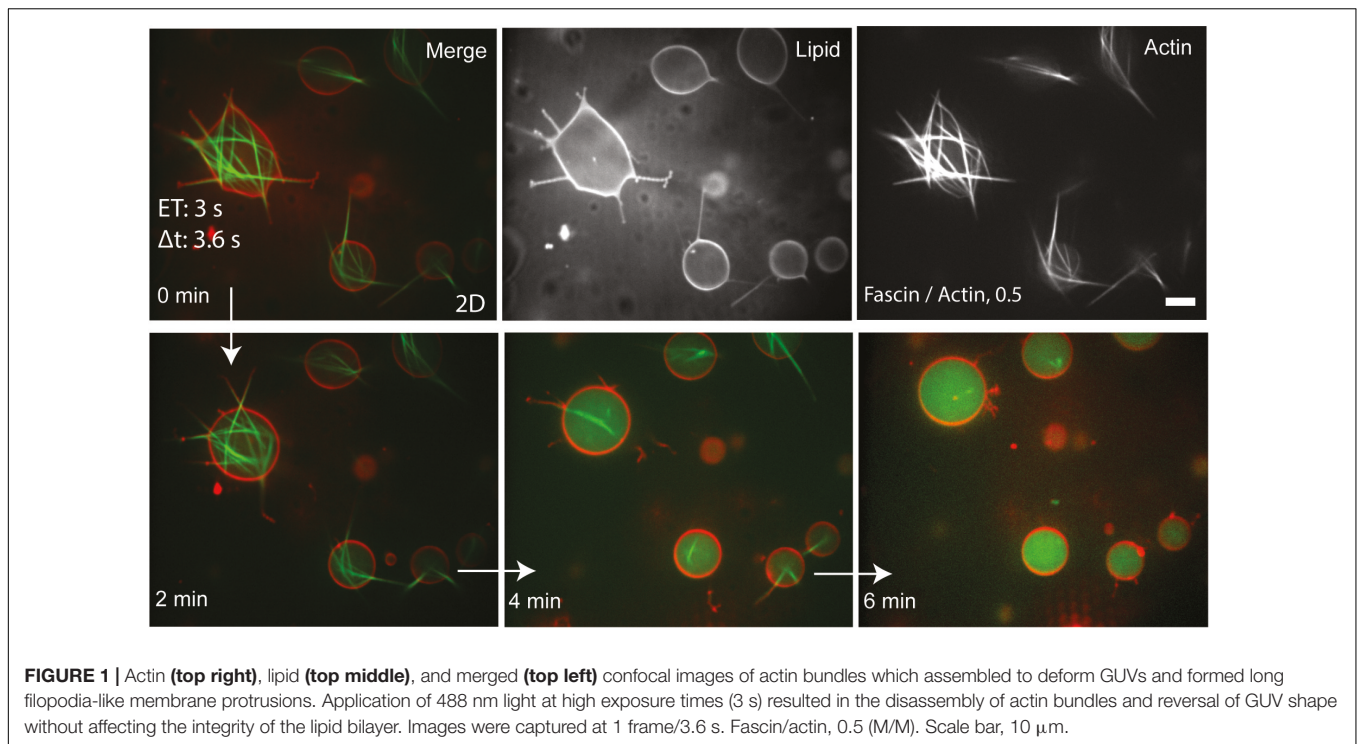 Merge
Lipid
Actin
ET: 3 s
Δt: 3.6 s
0 min
2D
Fascin / Actin, 0.5
2 min
4 min
6 min
FIGURE 1 | Actin (top right), lipid (top middle), and merged (top left) confocal images of actin bundles which assembled to deform GUVs and formed long
filopodia-like membrane protrusions. Application of 488 nm light at high exposure times (3 s) resulted in the disassembly of actin bundles and reversal of GUV shape
without affecting the integrity of the lipid bilayer. Images were captured at 1 frame/3.6 s. Fascin/actin, 0.5 (M/M). Scale bar, 10 μm.